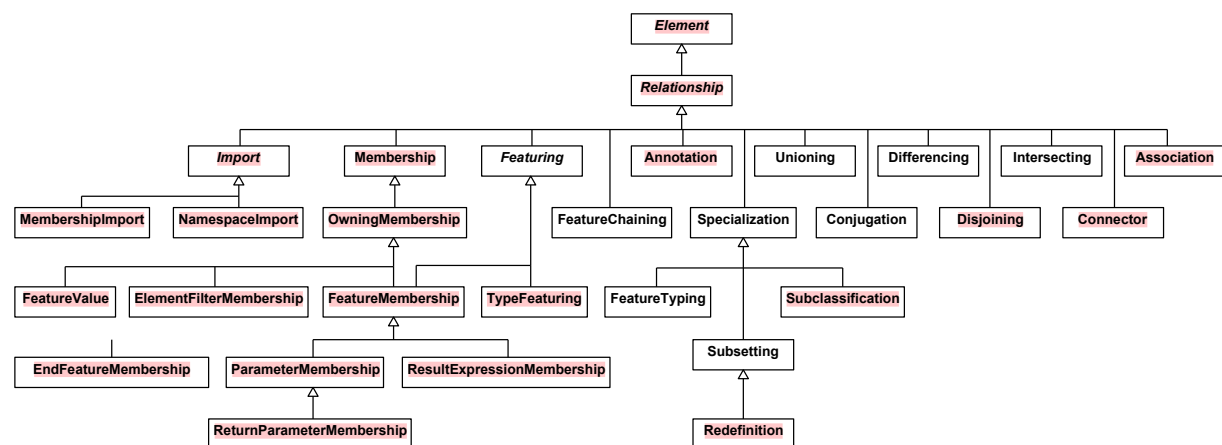 Element
Relationship
Import
Membership
Featuring
Annotation
Unioning
Differencing
Intersecting
Association
MembershipImport
NamespaceImport
OwningMembership
FeatureChaining
Specialization
Conjugation
Disjoining
Connector
FeatureValue
ElementFilterMembership
FeatureMembership
TypeFeaturing
FeatureTyping
Subclassification
EndFeatureMembership
ParameterMembership
ResultExpressionMembership
Subsetting
ReturnParameterMembership
Redefinition